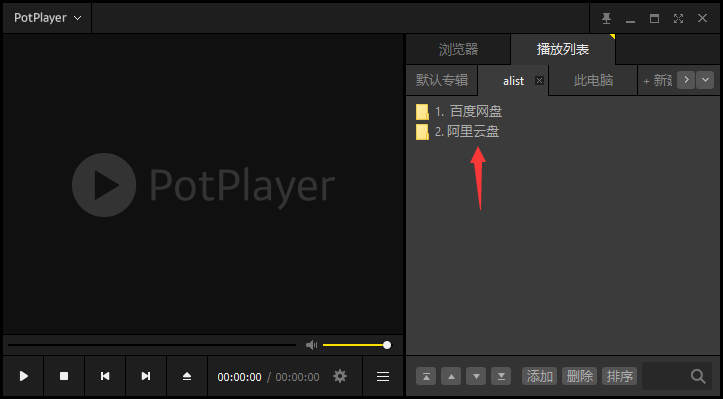 PotPlayer
浏览器
播放列表
默认专辑
alist
此电脑
+ 新
PotPlayer
1. 百度网盘
2. 阿里云盘
00:00:00 / 00:00:00
添加
删除
排序